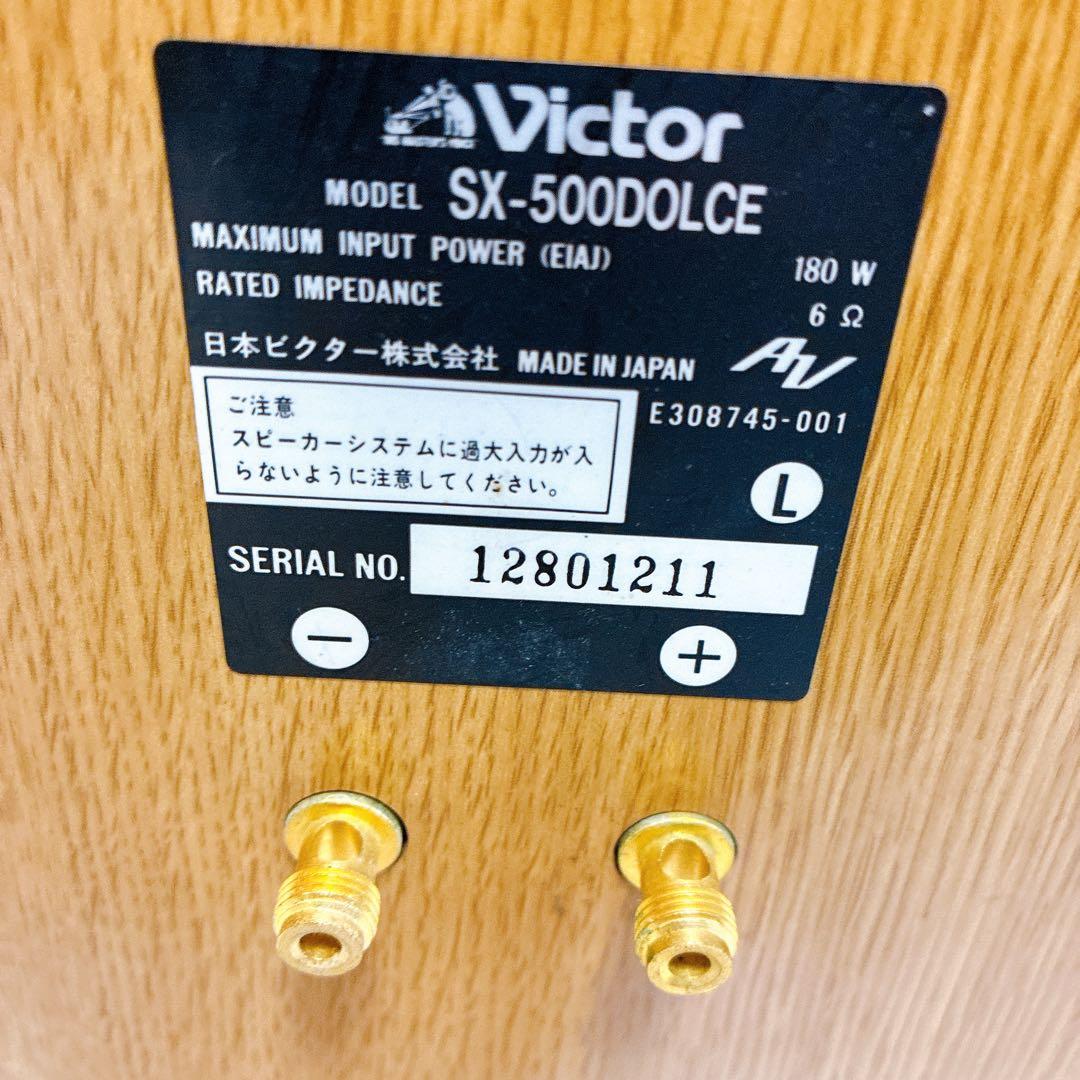 Victor
MODEL SX-500DOLCE
MAXIMUM INPUT POWER (EIAJ) 180 W
RATED IMPEDANCE 6 Ω
日本ビクター株式会社 MADE IN JAPAN AV
E308745-001
ご注意
スピーカーシステムに過大入力が入
らないように注意してください。
L
SERIAL NO. 12801211
− +